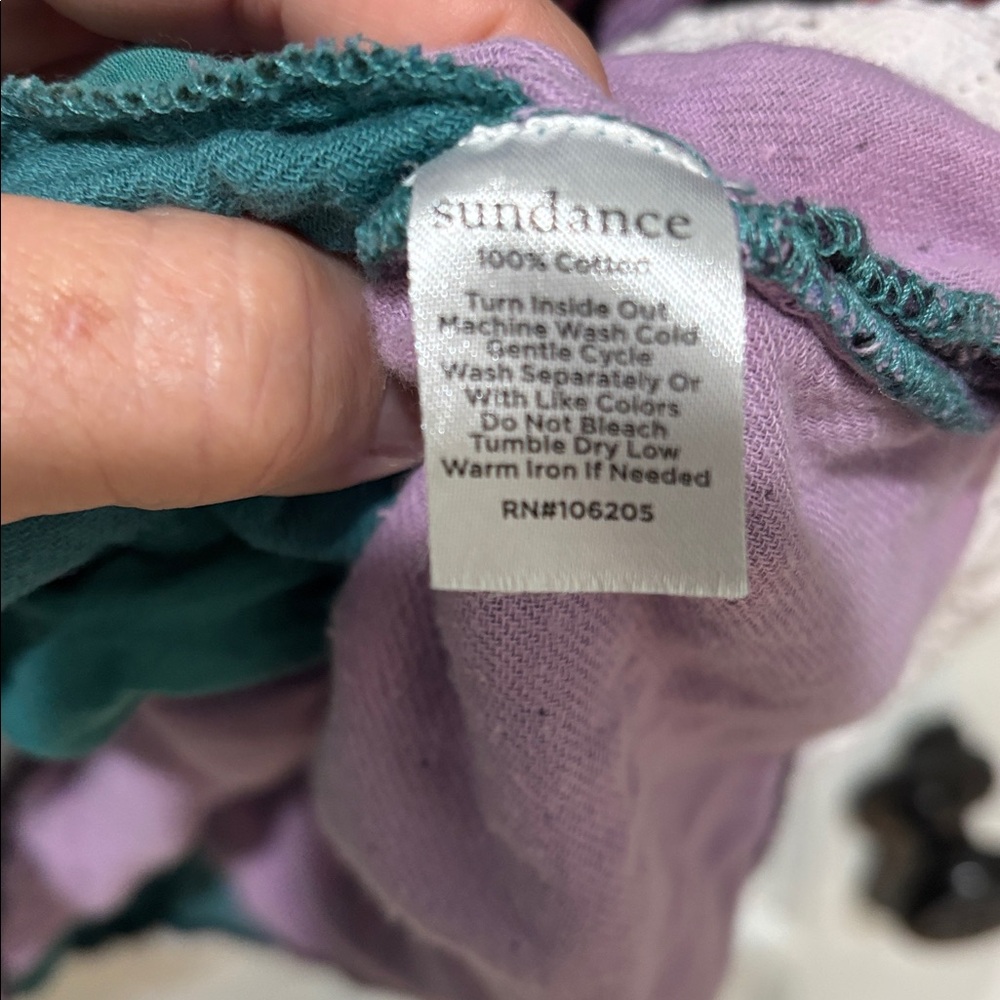 sundance
100% Cotton
Turn Inside Out
Machine Wash Cold
Gentle Cycle
Wash Separately Or
With Like Colors
Do Not Bleach
Tumble Dry Low
Warm Iron If Needed
RN#106205